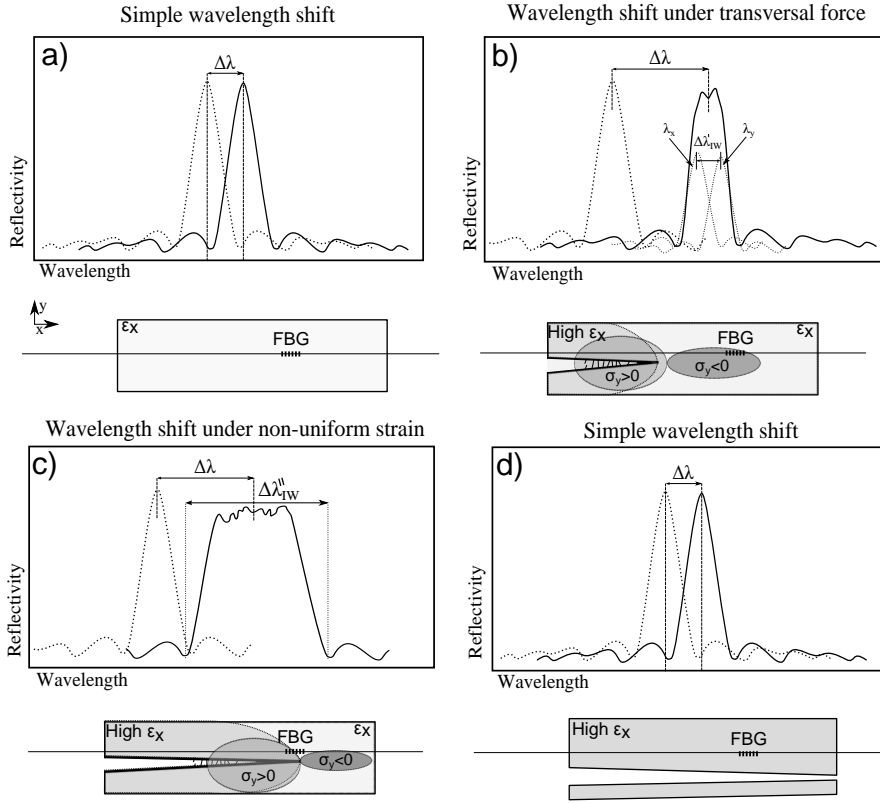 Simple wavelength shift
a)
Δλ
Reflectivity
Wavelength
y
x
εx
FBG
Wavelength shift under transversal force
b)
Δλ
λx
Δλ'IW
λy
Reflectivity
Wavelength
High εx
εx
FBG
σy>0
σy<0
Wavelength shift under non-uniform strain
c)
Δλ
Δλ"IW
Reflectivity
Wavelength
High εx
FBG
εx
σy>0
σy<0
Simple wavelength shift
d)
Δλ
Reflectivity
Wavelength
High εx
FBG